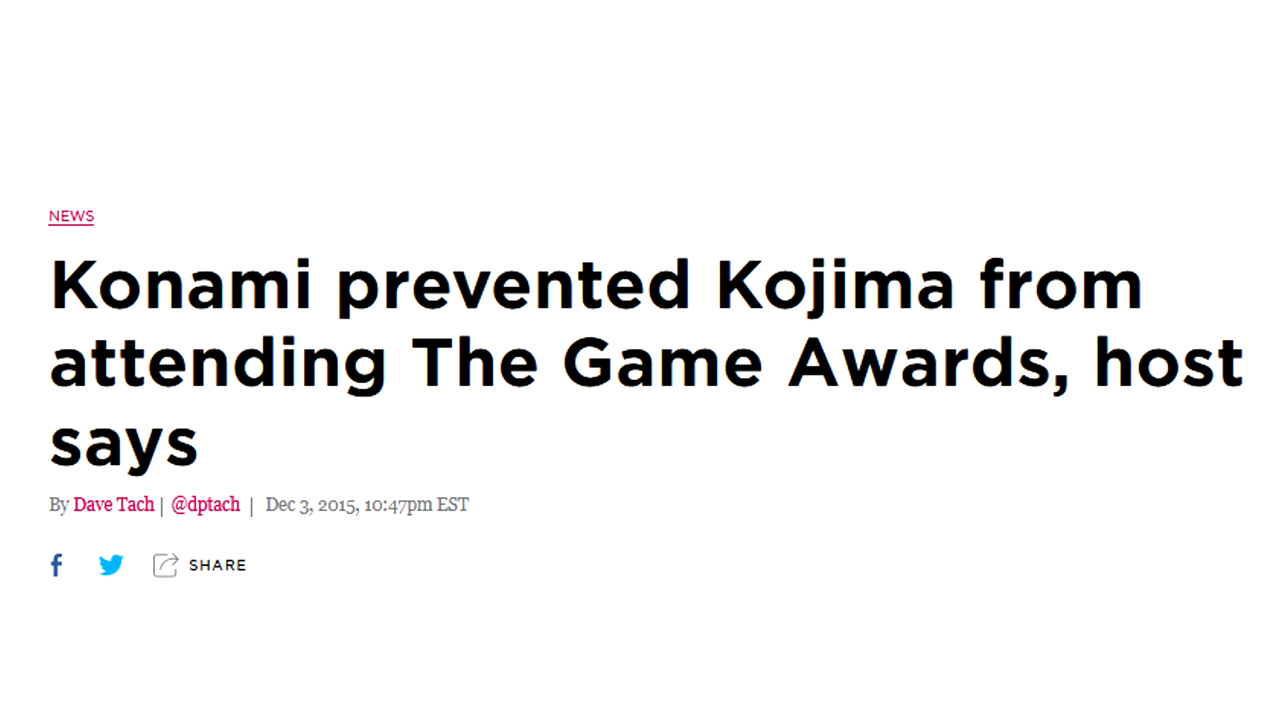 NEWS
Konami prevented Kojima from
attending The Game Awards, host
says
By Dave Tach | @dptach | Dec 3, 2015, 10:47pm EST
SHARE